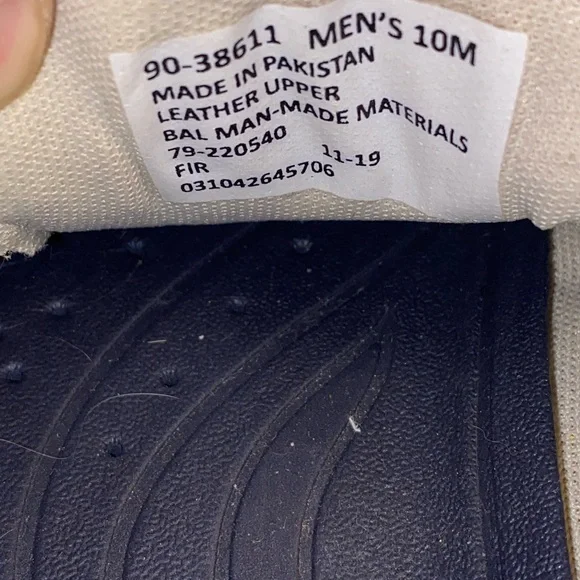 90-38611 MEN'S 10M
MADE IN PAKISTAN
LEATHER UPPER
BAL MAN-MADE MATERIALS
79-220540
FIR 11-19
031042645706